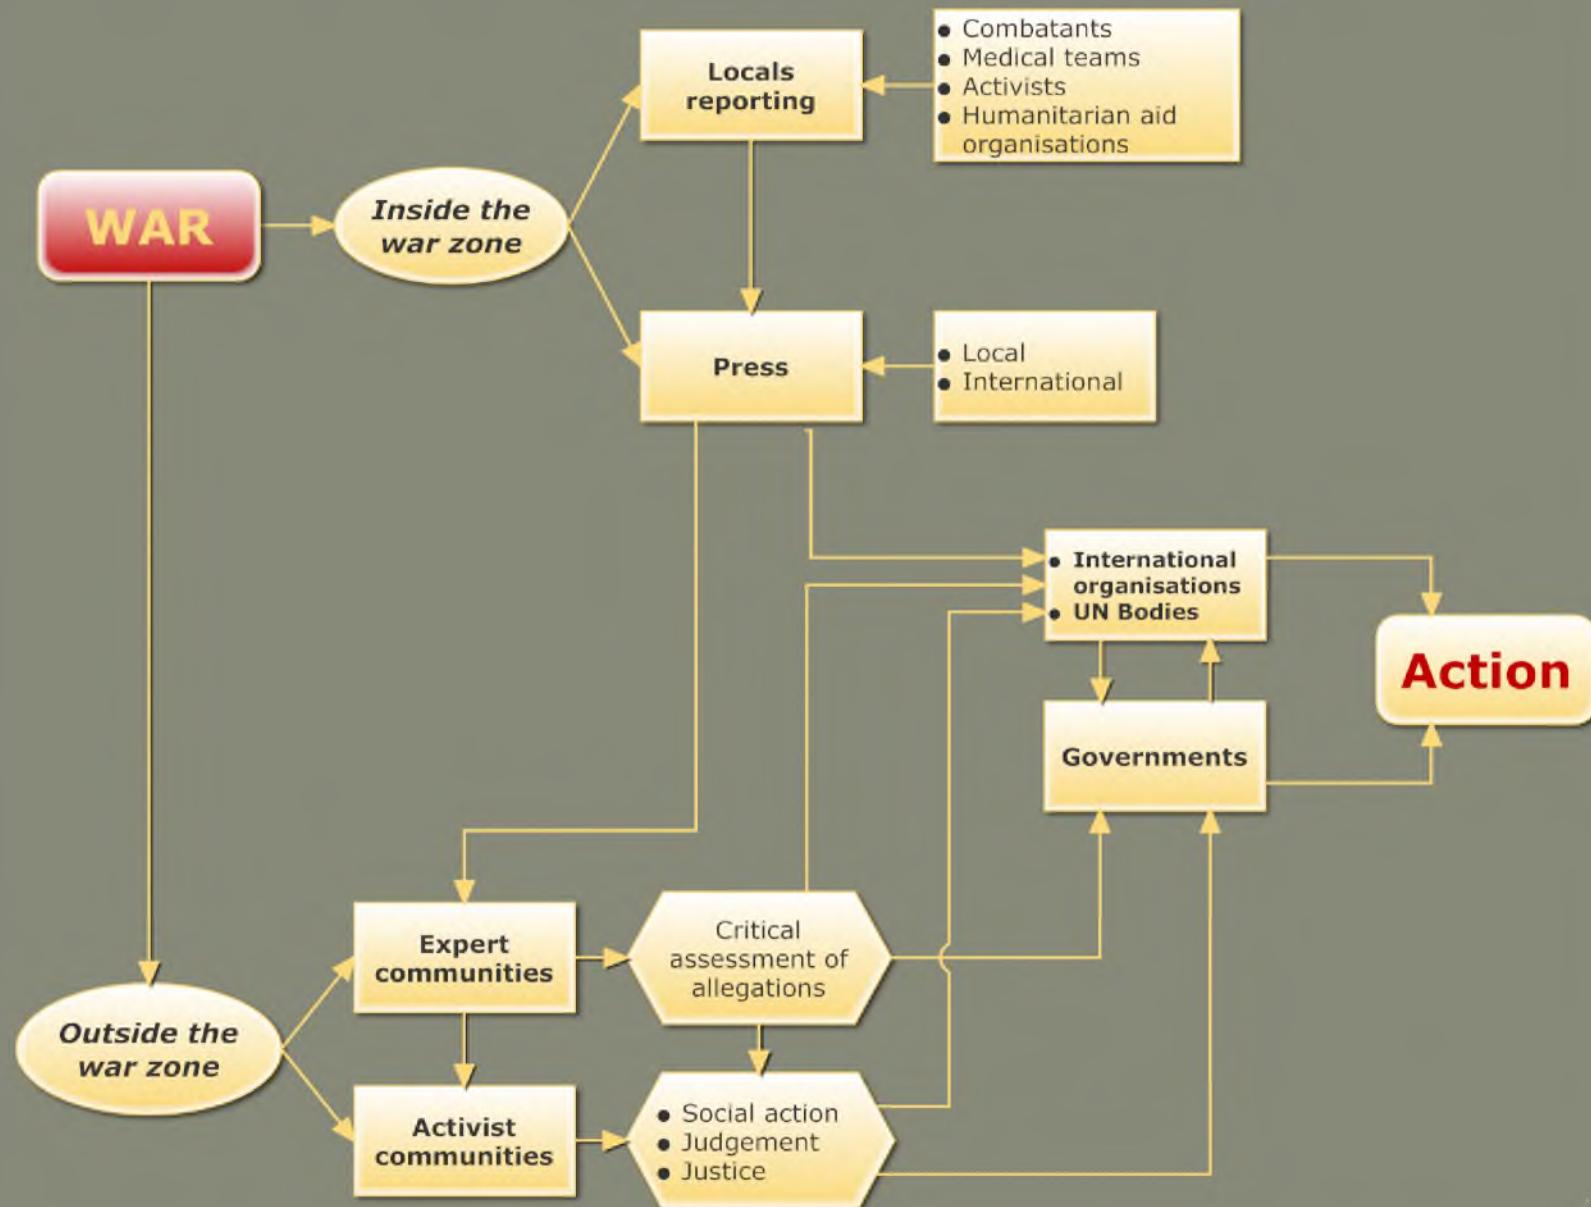 Locals
reporting
• Combatants
• Medical teams
• Activists
• Humanitarian aid
organisations
WAR
Inside the
war zone
Press
• Local
• International
• International
organisations
• UN Bodies
Action
Governments
Expert
communities
Critical
assessment of
allegations
Outside the
war zone
Activist
communities
• Social action
• Judgement
• Justice